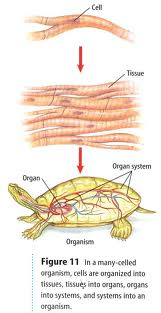 Cell
Tissue
Organ system
Organ
Organism
Figure 11 In a many-celled
organism, cells are organized into
tissues, tissues into organs, organs
into systems, and systems into an
organism.